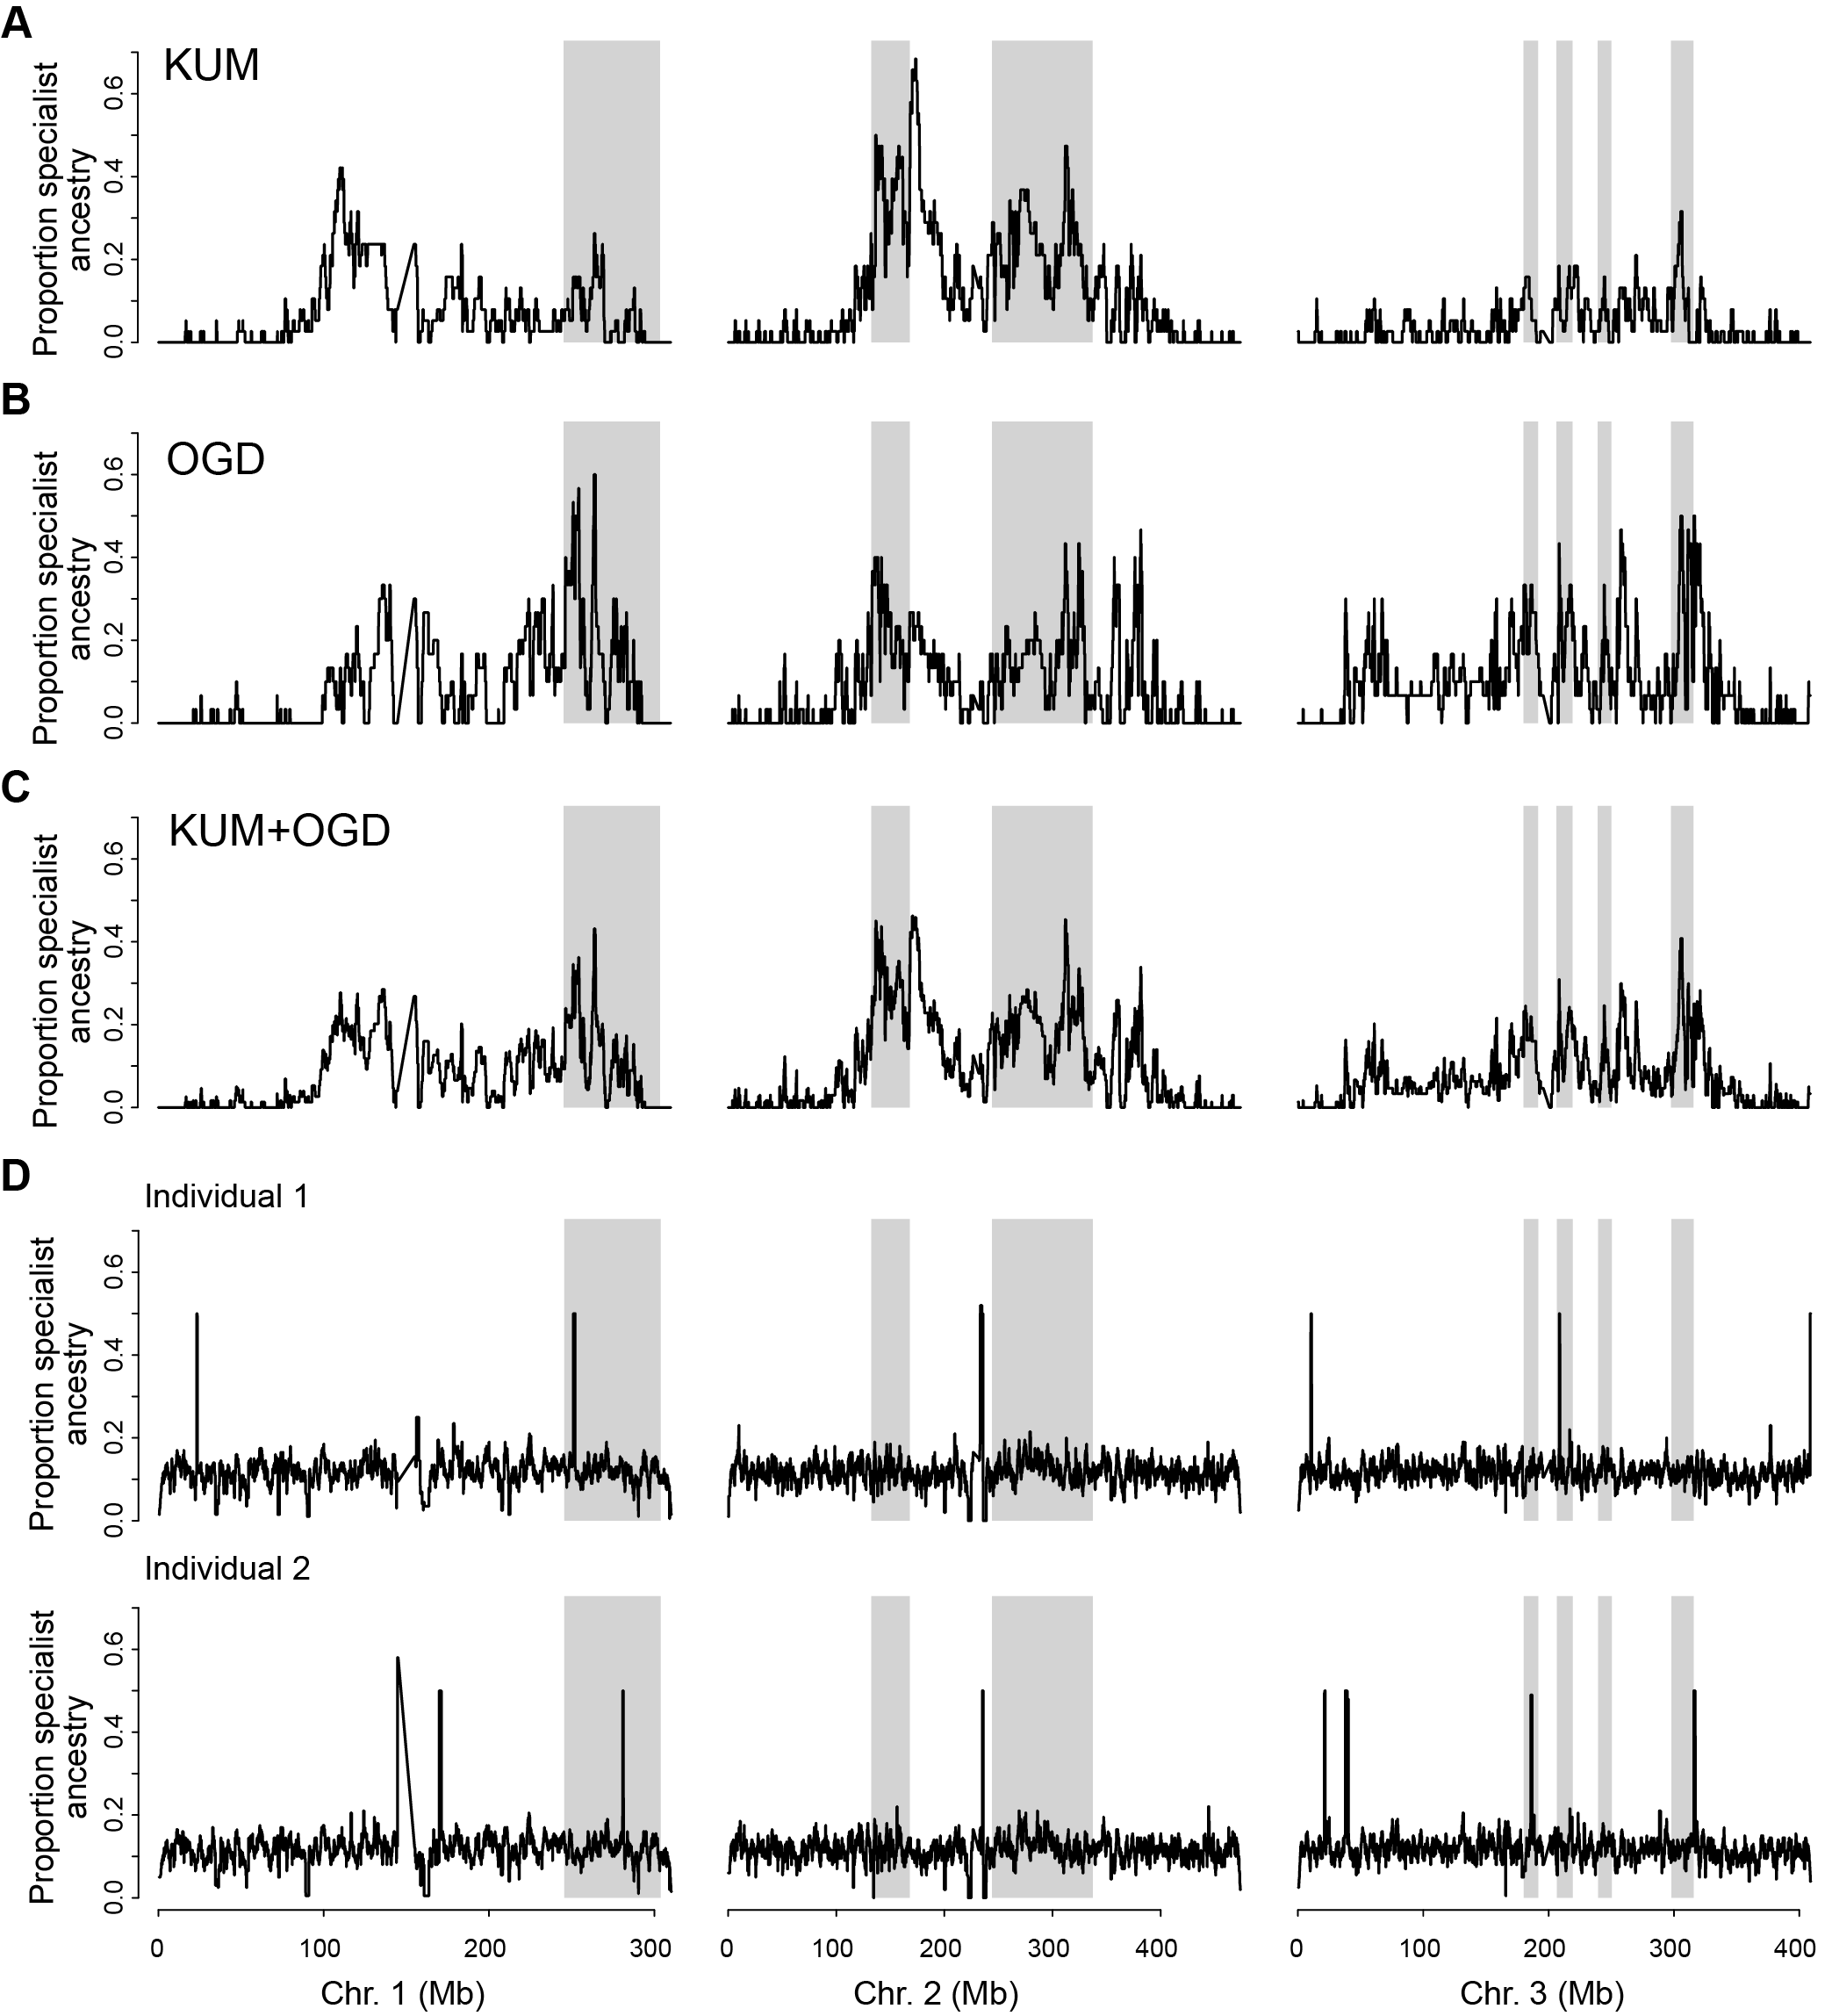 A
KUM
Proportion specialist
ancestry
0.0 0.2 0.4 0.6
B
OGD
Proportion specialist
ancestry
0.0 0.2 0.4 0.6
C
KUM+OGD
Proportion specialist
ancestry
0.0 0.2 0.4 0.6
D
Individual 1
Proportion specialist
ancestry
0.0 0.2 0.4 0.6
Individual 2
Proportion specialist
ancestry
0.0 0.2 0.4 0.6
0 100 200 300
0 100 200 300 400
0 100 200 300 400
Chr. 1 (Mb)
Chr. 2 (Mb)
Chr. 3 (Mb)